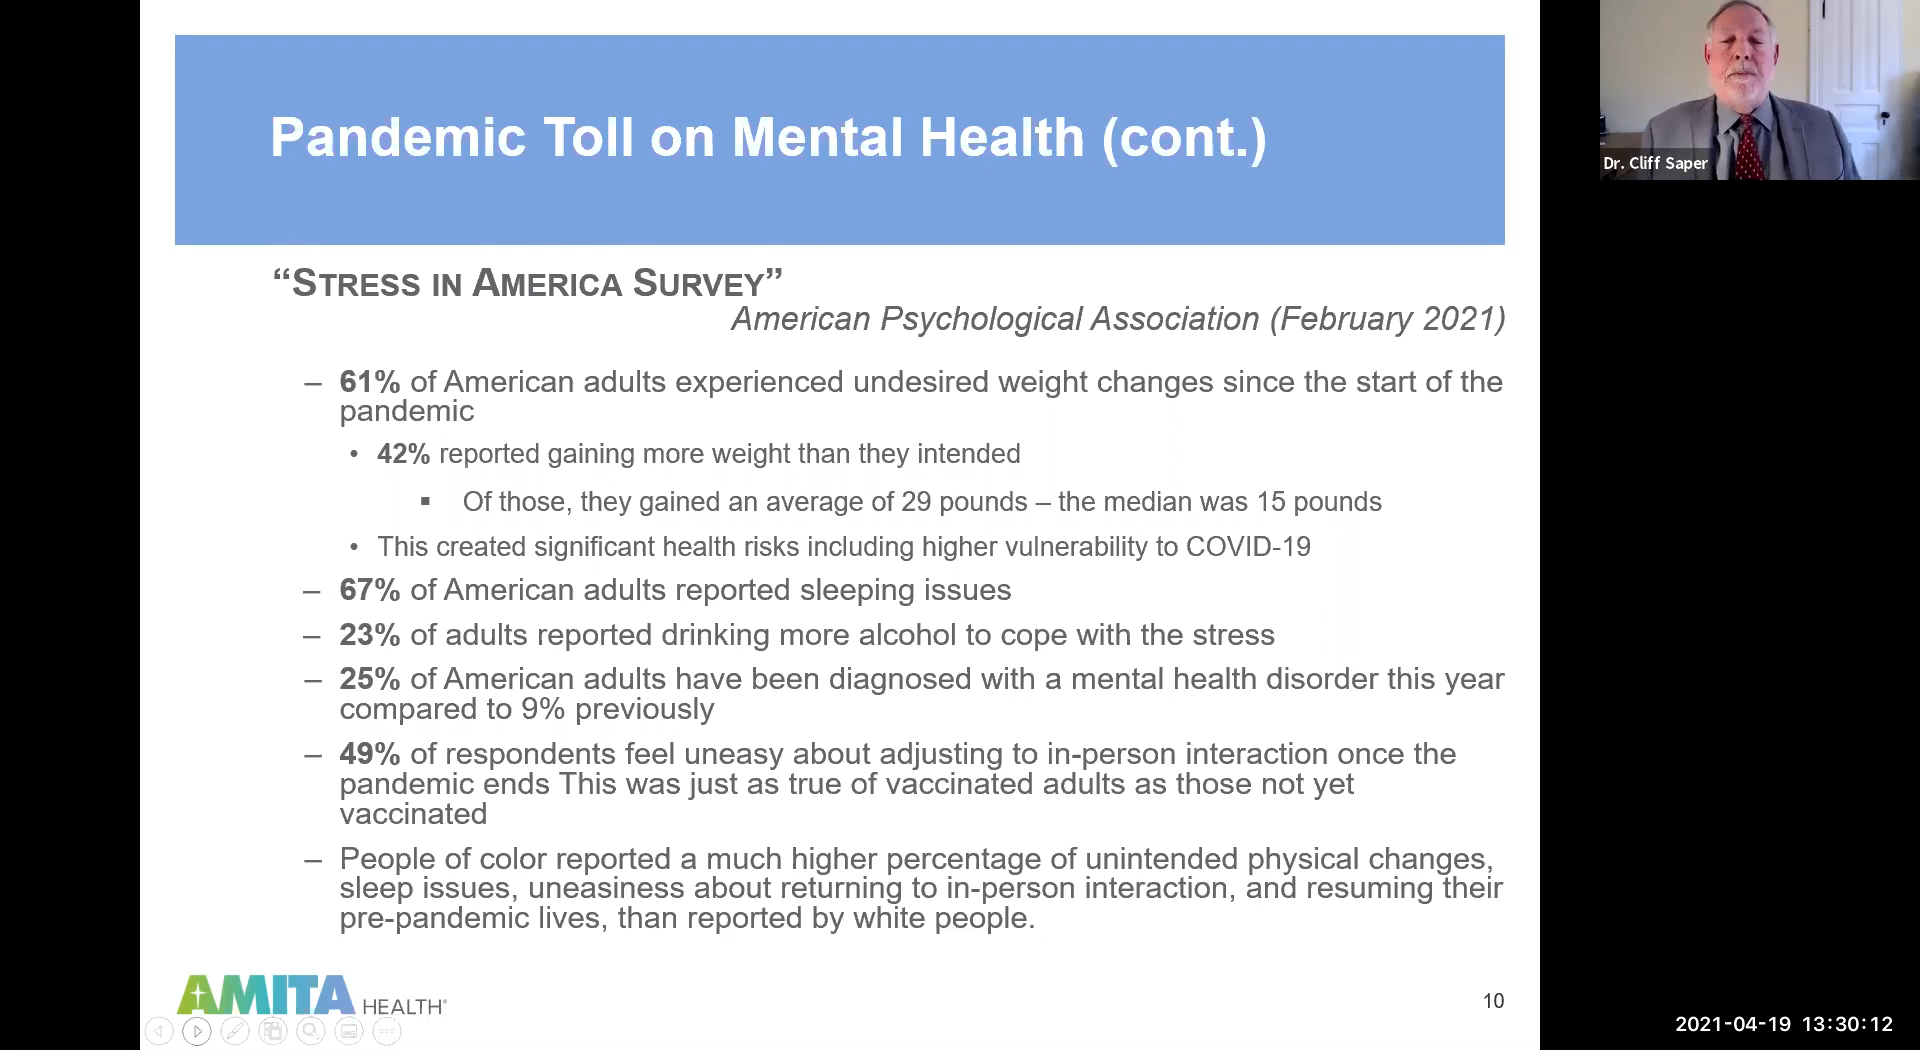 Pandemic Toll on Mental Health (cont.)
“STRESS IN AMERICA SURVEY”
American Psychological Association (February 2021)
– 61% of American adults experienced undesired weight changes since the start of the
pandemic
• 42% reported gaining more weight than they intended
▪ Of those, they gained an average of 29 pounds – the median was 15 pounds
• This created significant health risks including higher vulnerability to COVID-19
– 67% of American adults reported sleeping issues
– 23% of adults reported drinking more alcohol to cope with the stress
– 25% of American adults have been diagnosed with a mental health disorder this year
compared to 9% previously
– 49% of respondents feel uneasy about adjusting to in-person interaction once the
pandemic ends This was just as true of vaccinated adults as those not yet
vaccinated
– People of color reported a much higher percentage of unintended physical changes,
sleep issues, uneasiness about returning to in-person interaction, and resuming their
pre-pandemic lives, than reported by white people.
AMITA HEALTH®
10
Dr. Cliff Saper
2021-04-19 13:30:12